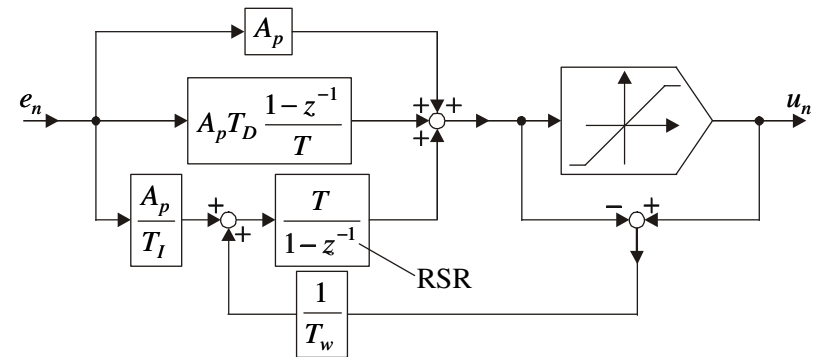 A_p
e_n
A_p T_D (1 − z^{−1}) / T
+ +
+
u_n
A_p / T_I
+
+
T / (1 − z^{−1})
− +
RSR
1 / T_w